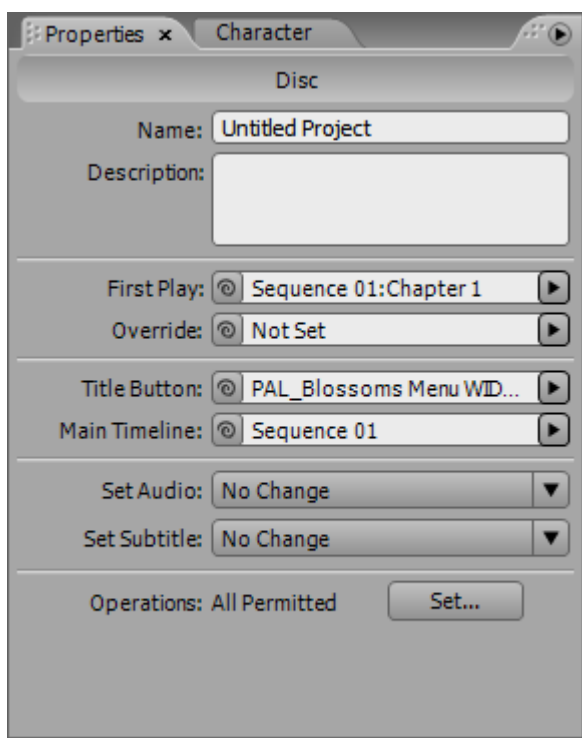 Properties x Character
Disc
Name: Untitled Project
Description:
First Play: Sequence 01:Chapter 1
Override: Not Set
Title Button: PAL_Blossoms Menu WID...
Main Timeline: Sequence 01
Set Audio: No Change
Set Subtitle: No Change
Operations: All Permitted Set...